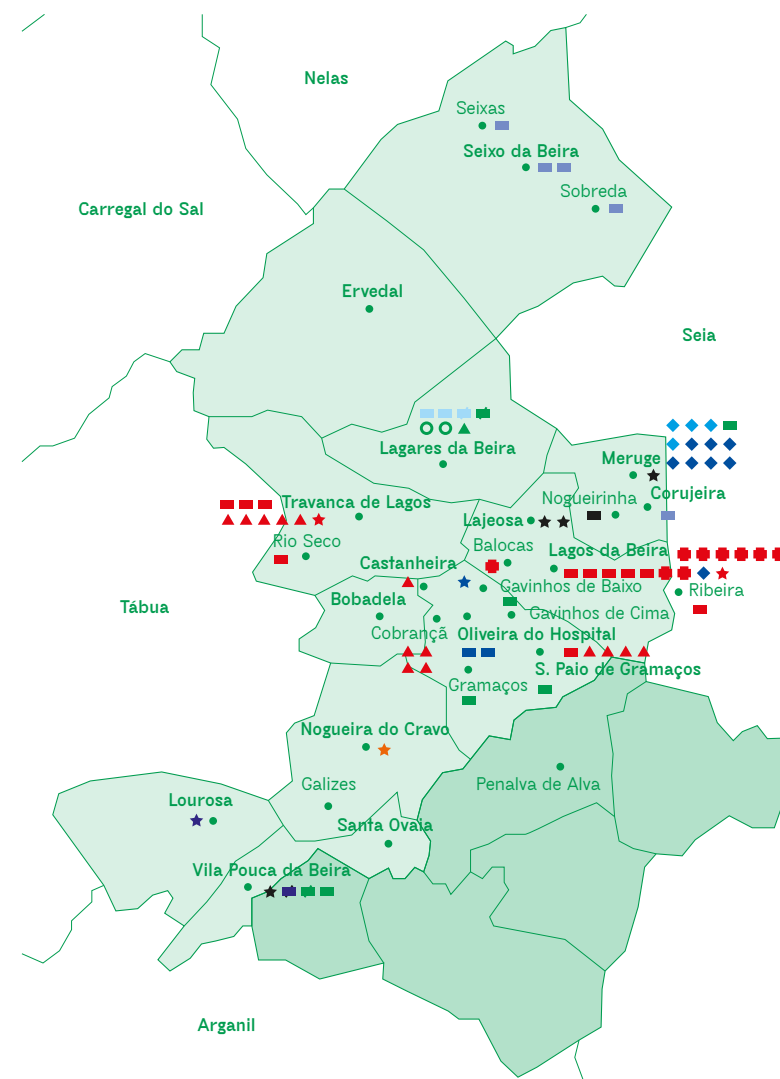 Nelas
Seixas
Seixo da Beira
Sobreda
Carregal do Sal
Ervedal
Seia
Lagares da Beira
Meruge
Nogueirinha
Corujeira
Travanca de Lagos
Lajeosa
Rio Seco
Balocas
Lagos da Beira
Castanheira
Gavinhos de Baixo
Ribeira
Bobadela
Tábua
Gavinhos de Cima
Cobrançã
Oliveira do Hospital
S. Paio de Gramaços
Gramaços
Nogueira do Cravo
Galizes
Penalva de Alva
Lourosa
Santa Ovaia
Vila Pouca da Beira
Arganil